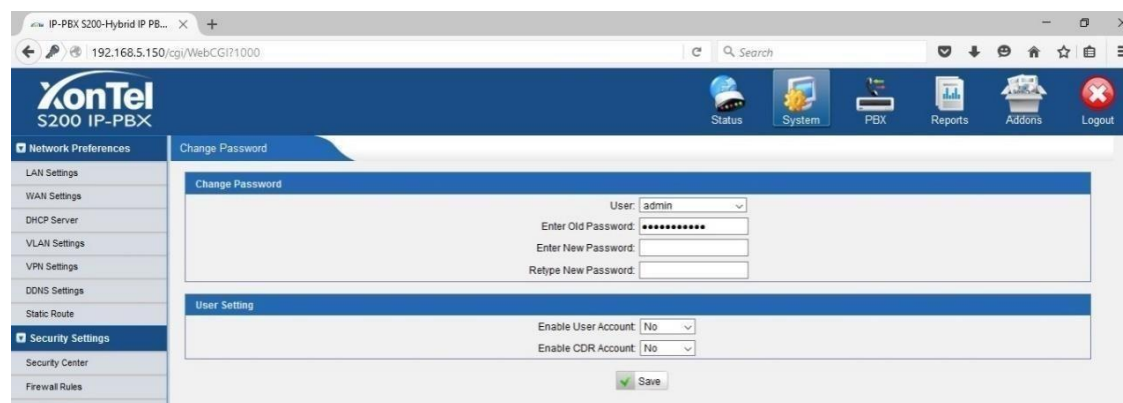 IP-PBX S200-Hybrid IP PB...
192.168.5.150/cgi/WebCGI?1000
Search
XonTel
S200 IP-PBX
Status
System
PBX
Reports
Addons
Logout
Network Preferences
LAN Settings
WAN Settings
DHCP Server
VLAN Settings
VPN Settings
DDNS Settings
Static Route
Security Settings
Security Center
Firewall Rules
Change Password
Change Password
User: admin
Enter Old Password: •••••••••••
Enter New Password:
Retype New Password:
User Setting
Enable User Account: No
Enable CDR Account: No
Save